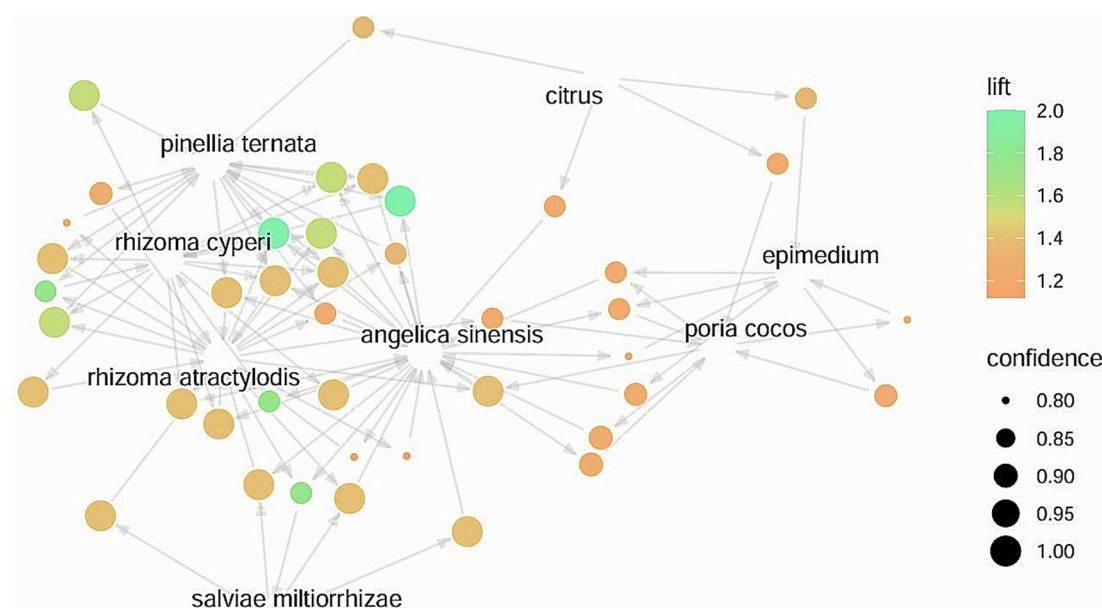 citrus
pinellia ternata
rhizoma cyperi
epimedium
poria cocos
angelica sinensis
rhizoma atractylodis
salviae miltiorrhizae
lift
2.0
1.8
1.6
1.4
1.2
confidence
0.80
0.85
0.90
0.95
1.00